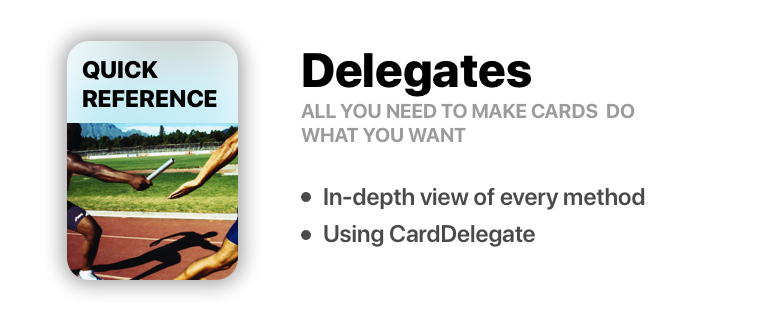 QUICK
REFERENCE
Delegates
ALL YOU NEED TO MAKE CARDS  DO
WHAT YOU WANT
• In-depth view of every method
• Using CardDelegate